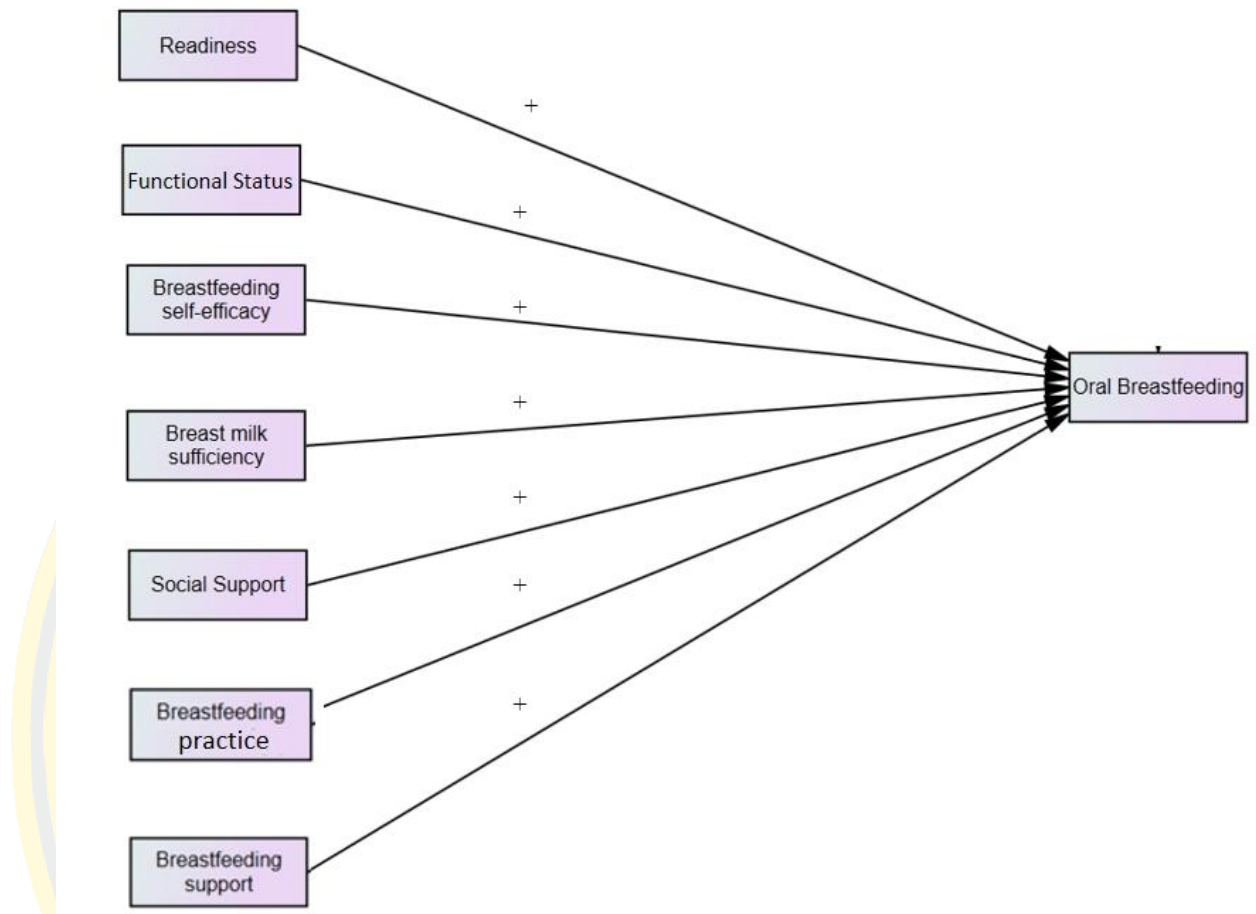 Readiness
+
Functional Status
+
Breastfeeding
self-efficacy
+
Oral Breastfeeding
+
Breast milk
sufficiency
+
Social Support
+
Breastfeeding
practice
+
Breastfeeding
support